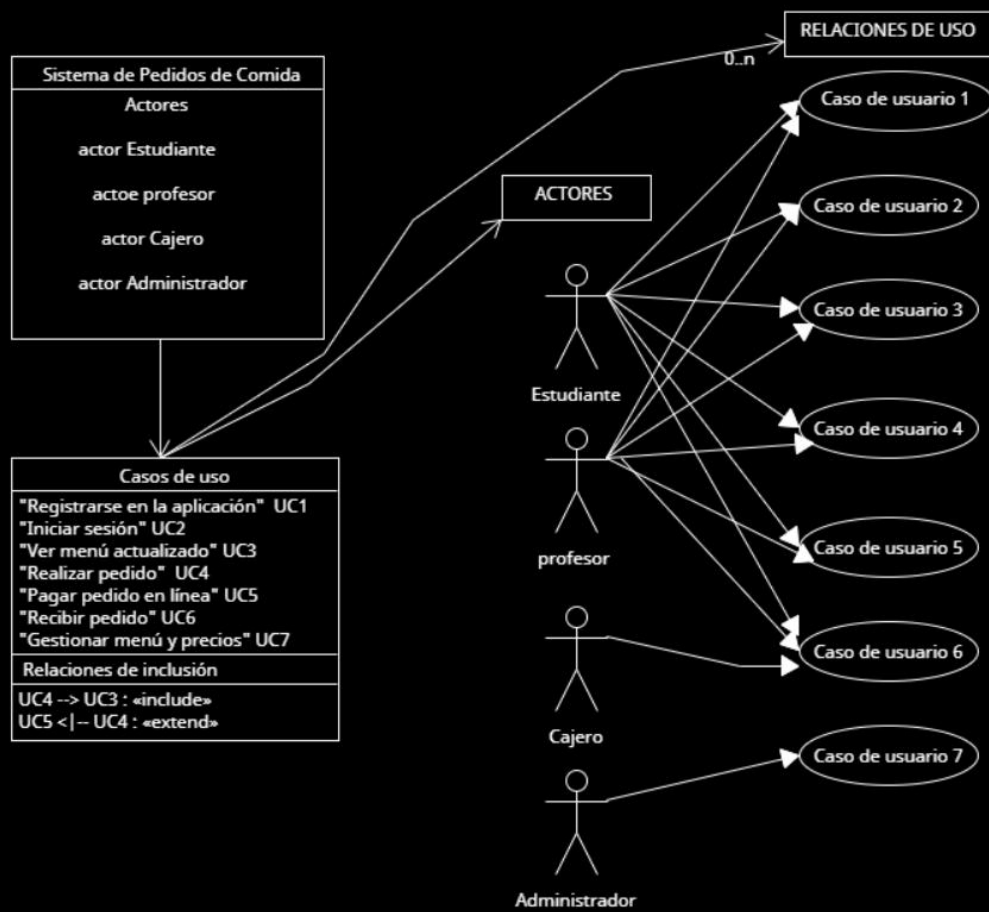 Sistema de Pedidos de Comida
Actores
actor Estudiante
actoe profesor
actor Cajero
actor Administrador
Casos de uso
"Registrarse en la aplicación" UC1
"Iniciar sesión" UC2
"Ver menú actualizado" UC3
"Realizar pedido" UC4
"Pagar pedido en línea" UC5
"Recibir pedido" UC6
"Gestionar menú y precios" UC7
Relaciones de inclusión
UC4 --> UC3 : «include»
UC5 <|-- UC4 : «extend»
ACTORES
Estudiante
profesor
Cajero
Administrador
RELACIONES DE USO
0..n
Caso de usuario 1
Caso de usuario 2
Caso de usuario 3
Caso de usuario 4
Caso de usuario 5
Caso de usuario 6
Caso de usuario 7